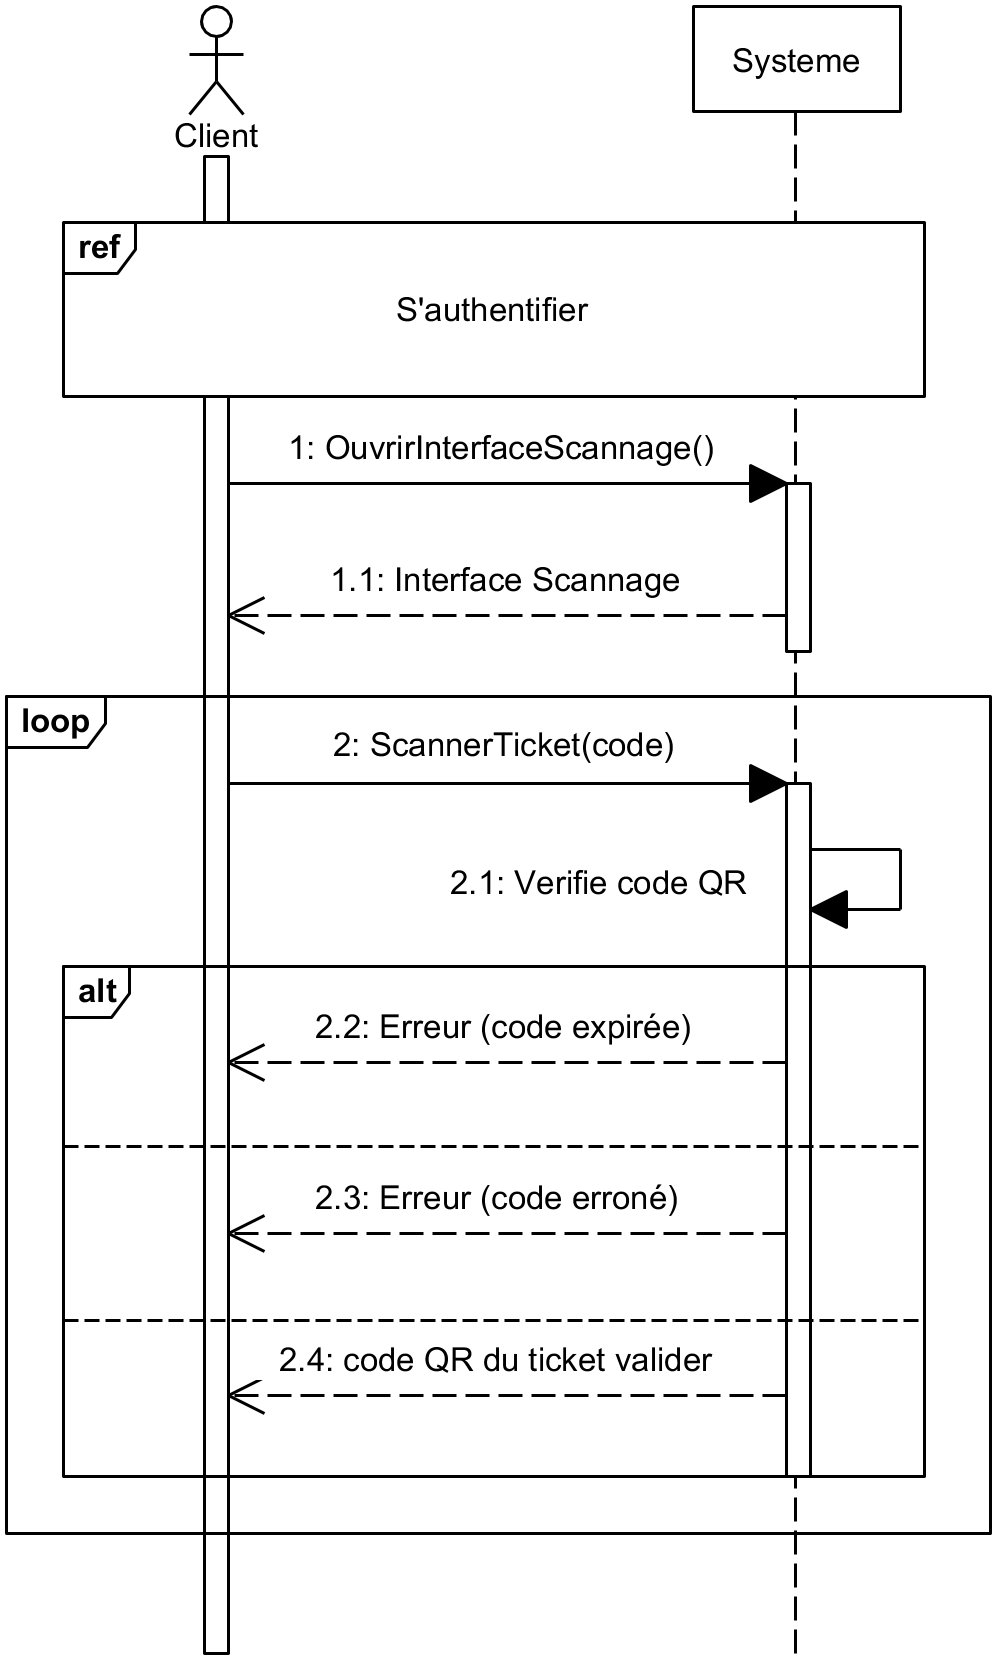 Systeme
Client
ref
S'authentifier
1: OuvrirInterfaceScannage()
1.1: Interface Scannage
loop
2: ScannerTicket(code)
2.1: Verifie code QR
alt
2.2: Erreur (code expirée)
2.3: Erreur (code erroné)
2.4: code QR du ticket valider